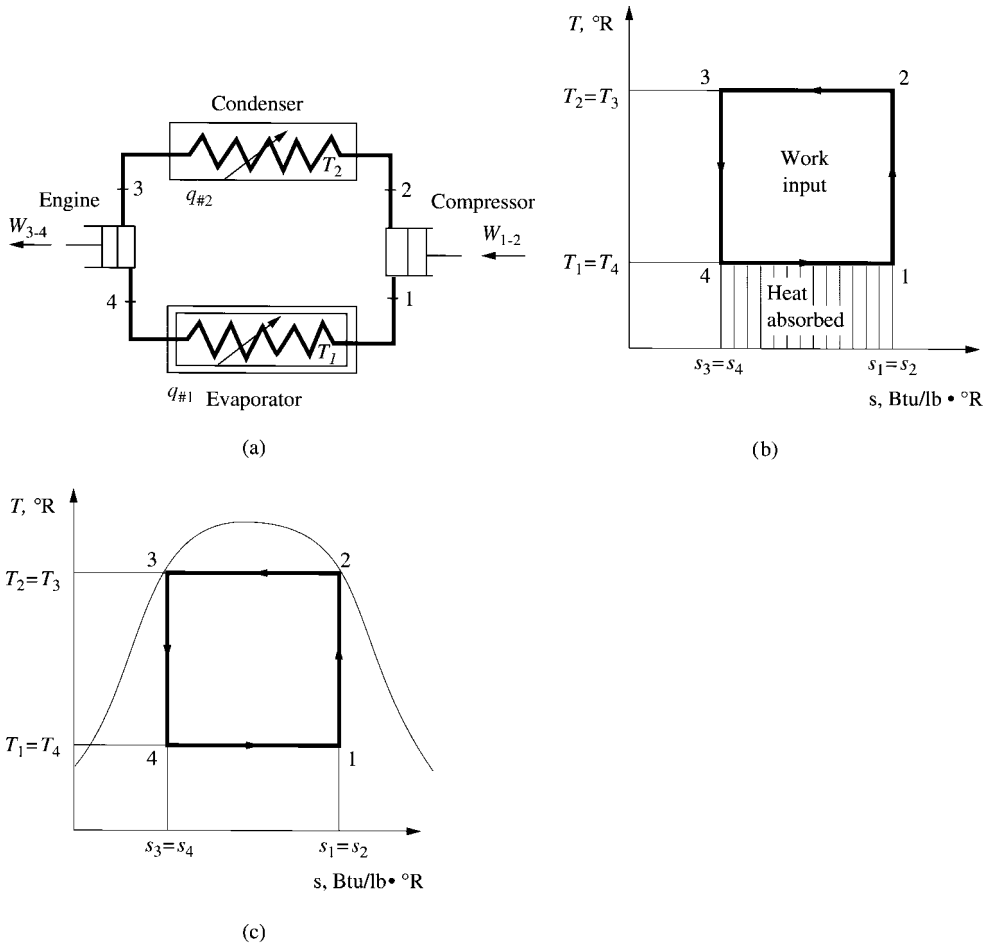 Condenser
T2
q#2
3
2
Engine
Compressor
W3-4
W1-2
4
1
T1
q#1 Evaporator
(a)
T, °R
3
2
T2=T3
Work
input
T1=T4
4
1
Heat
absorbed
s3=s4
s1=s2
s, Btu/lb • °R
(b)
T, °R
3
2
T2=T3
T1=T4
4
1
s3=s4
s1=s2
s, Btu/lb• °R
(c)